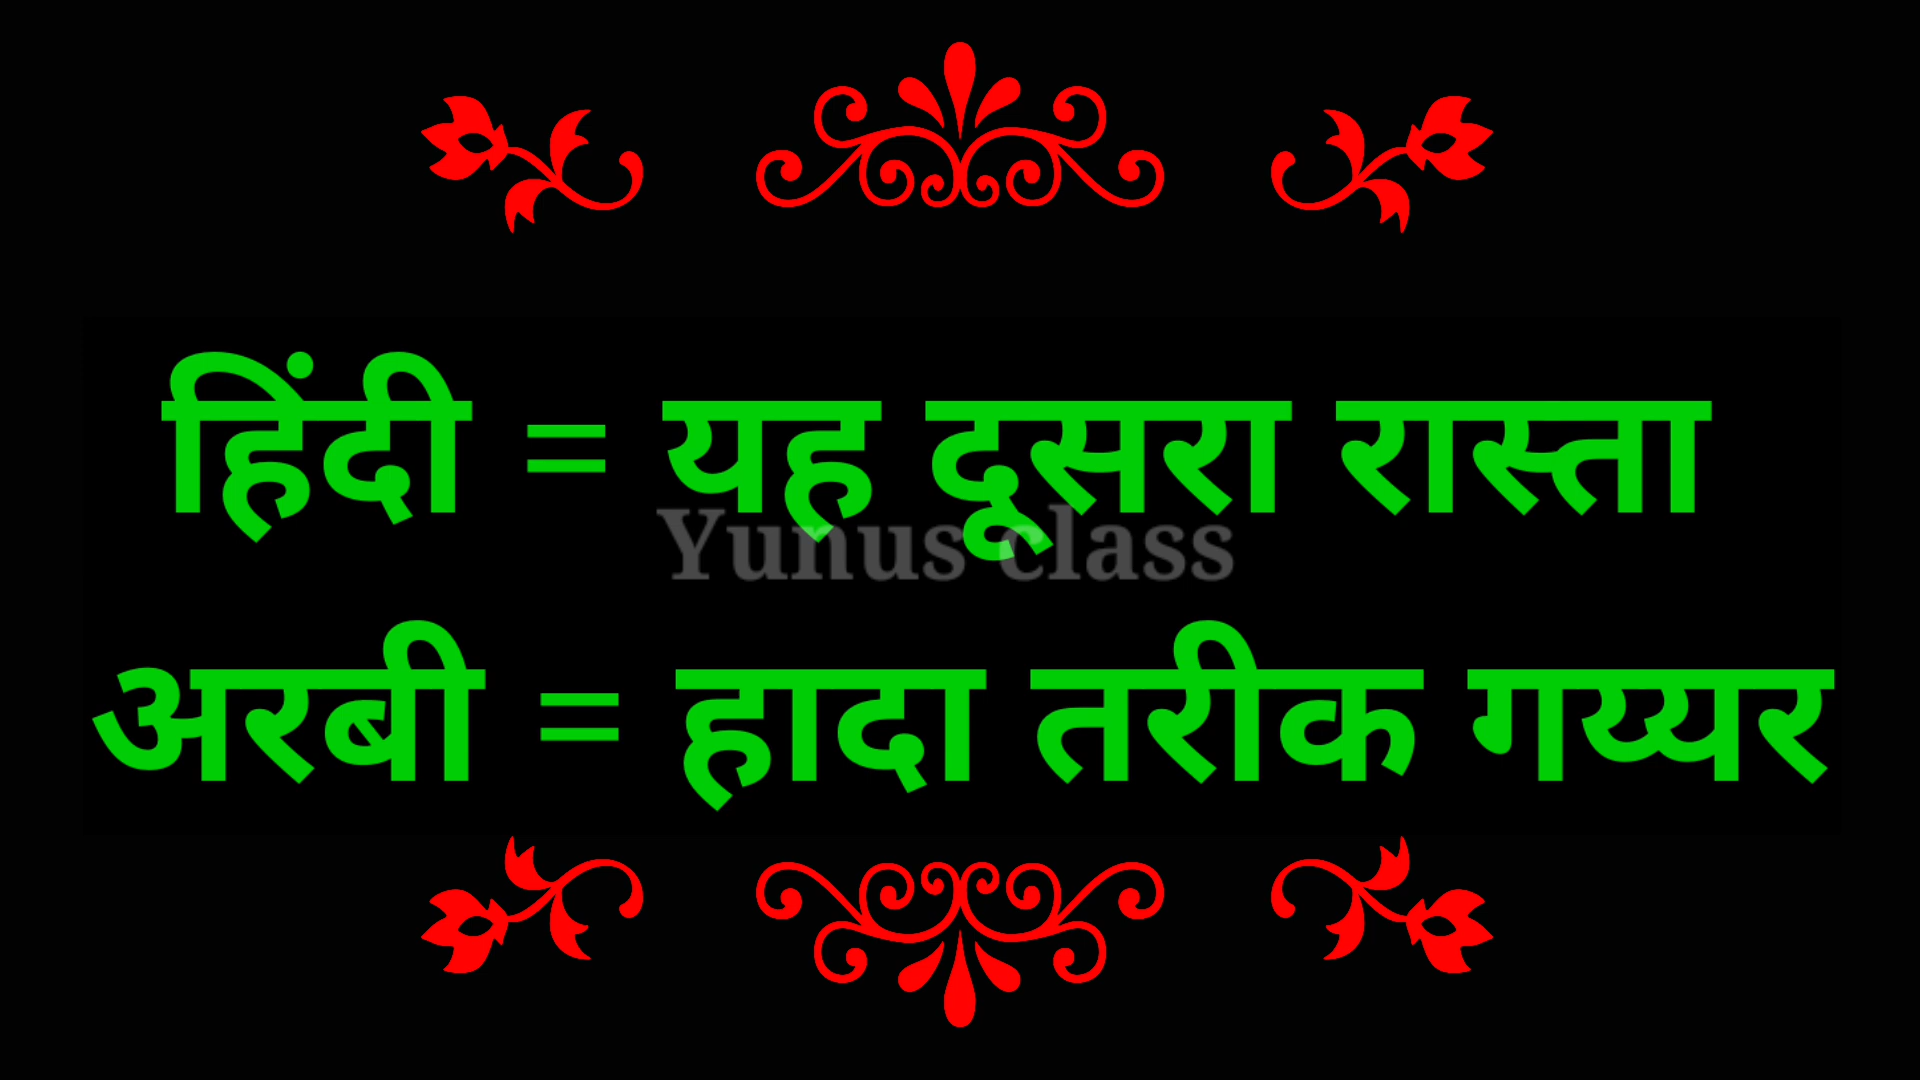 हिंदी = यह दूसरा रास्ता
Yunus class
अरबी = हादा तरीक गय्यर